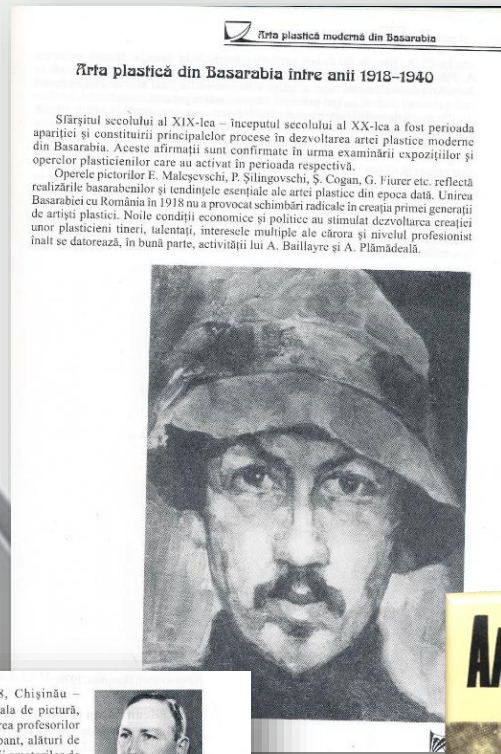 Arta plastică modernă din Basarabia
Arta plastică din Basarabia între anii 1918–1940
Sfârșitul secolului al XIX-lea – începutul secolului al XX-lea a fost perioada
apariției și constituirii principalelor procese în dezvoltarea artei plastice moderne
din Basarabia. Aceste afirmații sunt confirmate în urma examinării expozițiilor și
operelor plasticienilor care au activat în perioada respectivă.
Operele pictorilor E. Maleșevschi, P. Șilingovschi, Ș. Cogan, G. Fiurer etc. reflectă
realizările basarabenilor și tendințele esențiale ale artei plastice din epoca dată. Unirea
Basarabiei cu România în 1918 nu a provocat schimbări radicale în creația primei generații
de artiști plastici. Noile condiții economice și politice au stimulat dezvoltarea creației
unor plasticieni tineri, talentați, interesele multiple ale cărora și nivelul profesionist
înalt se datorează, în bună parte, activității lui A. Baillayre și A. Plămădeală.
8, Chișinău –
ala de pictură,
rea profesorilor
pant, alături de